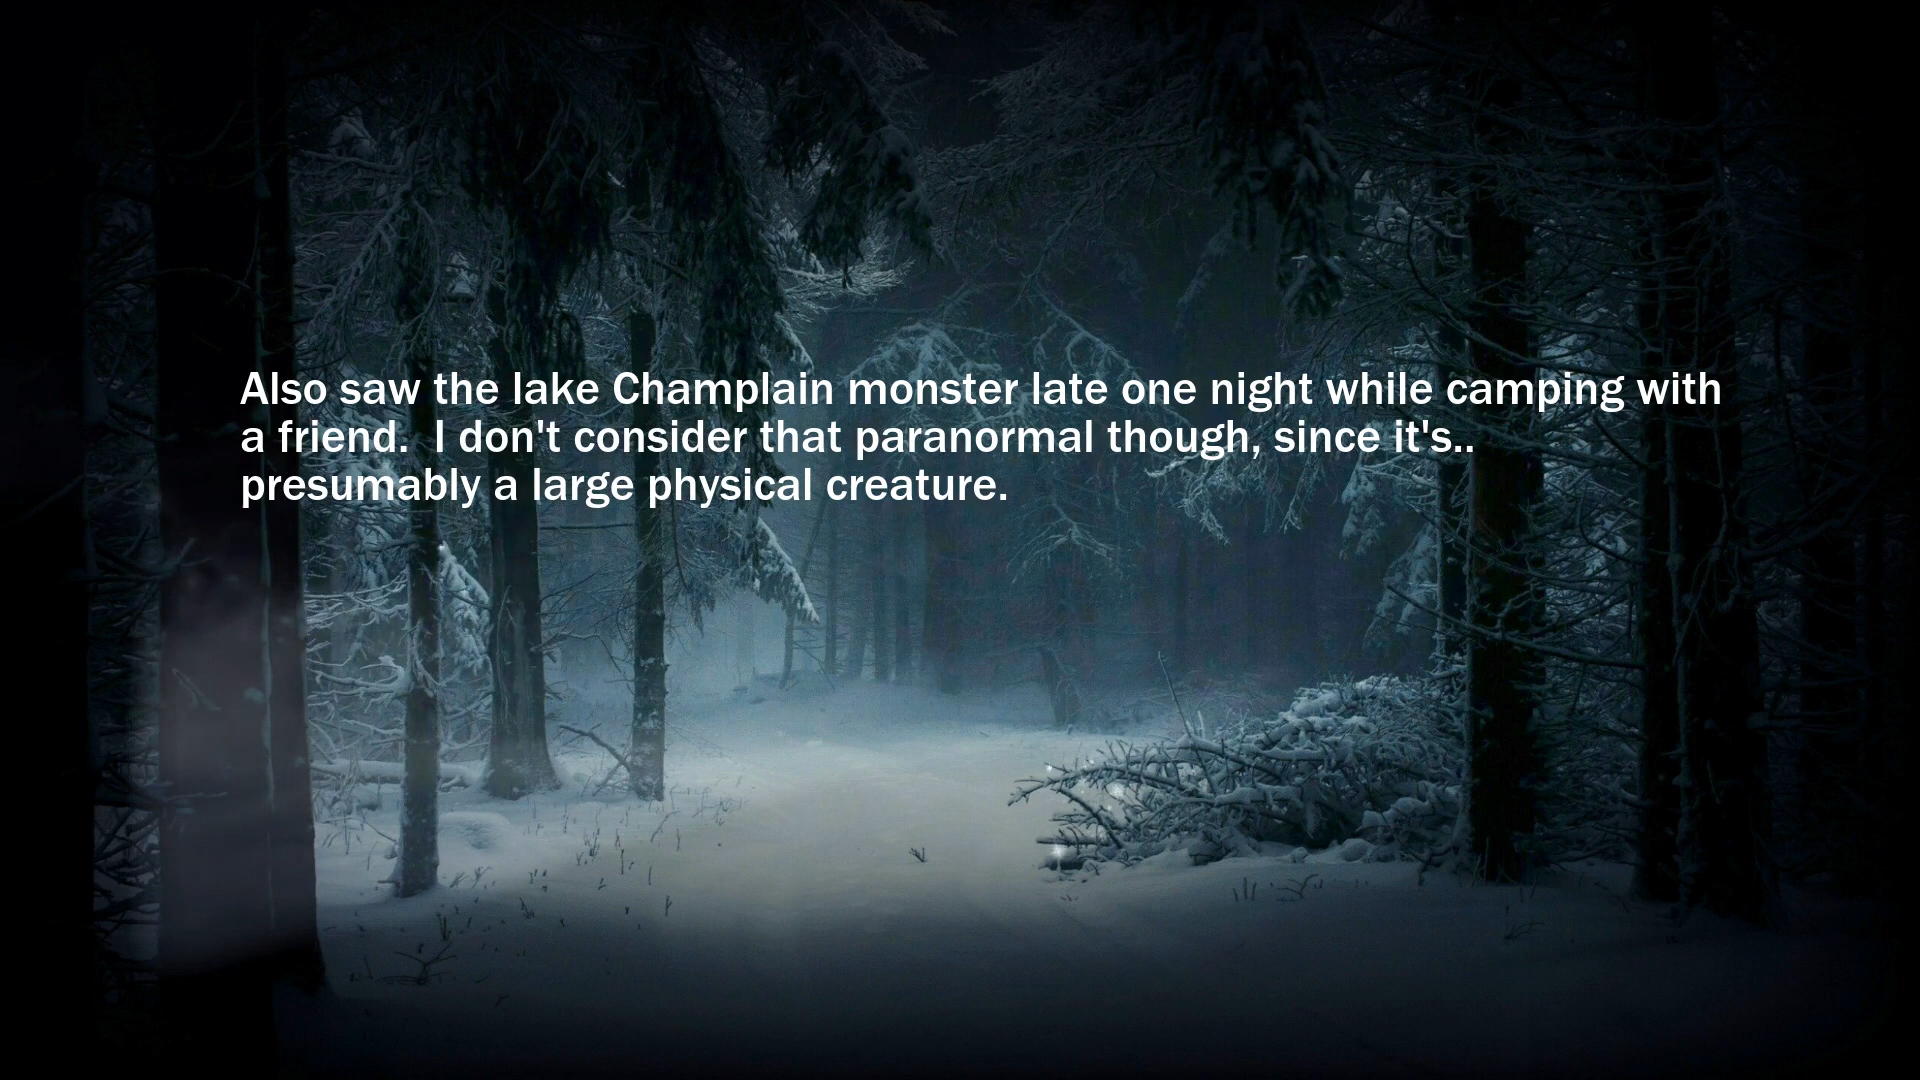 Also saw the lake Champlain monster late one night while camping with
a friend.  I don't consider that paranormal though, since it's..
presumably a large physical creature.